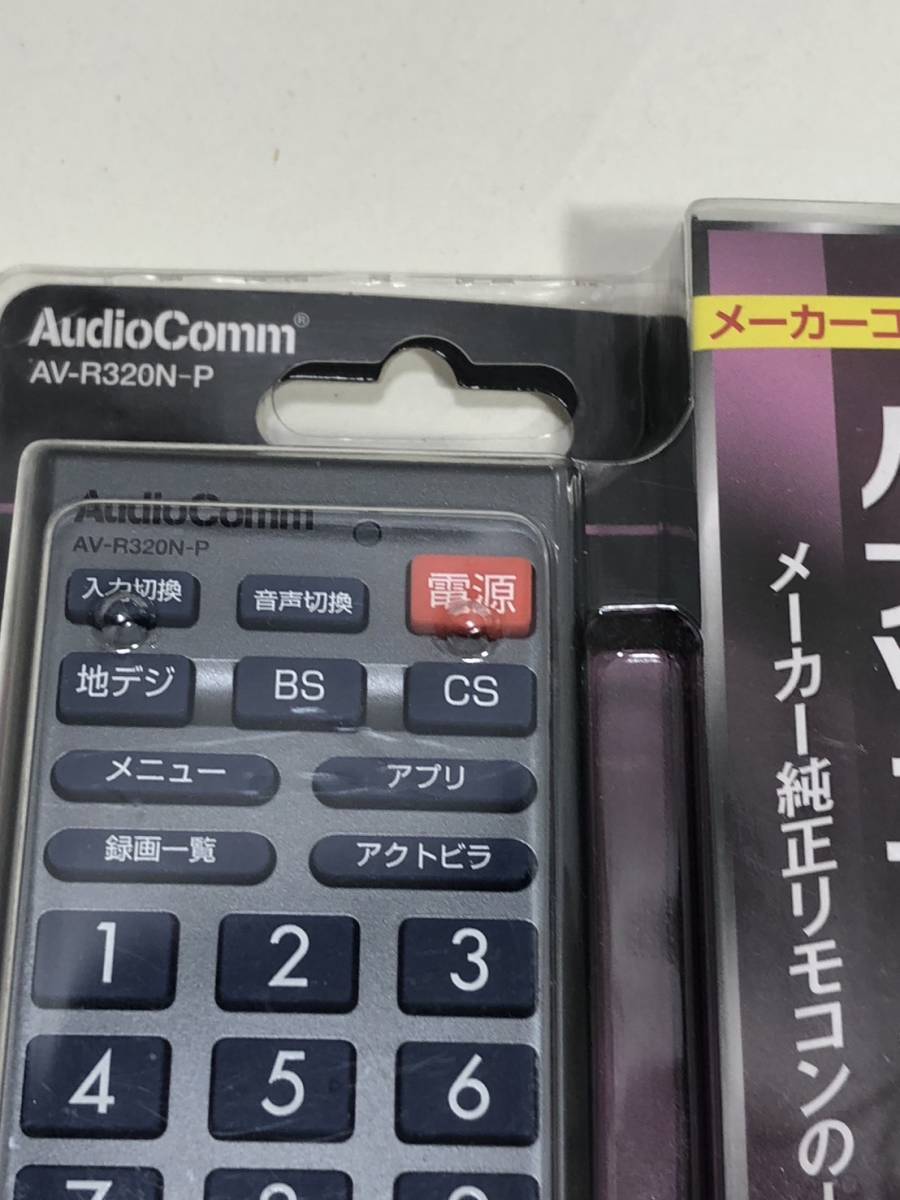 AudioComm®
AV-R320N-P
メーカーコ
AudioComm
AV-R320N-P
入力切換
音声切換
電源
地デジ
BS
CS
メニュー
アプリ
録画一覧
アクトビラ
1
2
3
4
5
6
メーカー純正リモコンの